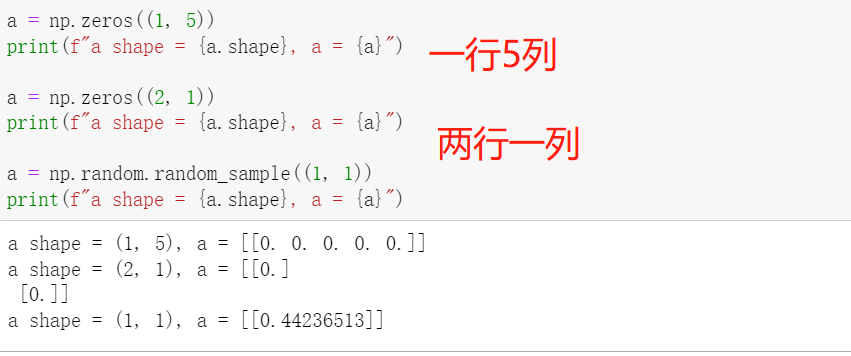 a = np.zeros((1, 5))
print(f"a shape = {a.shape}, a = {a}")
一行5列
a = np.zeros((2, 1))
print(f"a shape = {a.shape}, a = {a}")
两行一列
a = np.random.random_sample((1, 1))
print(f"a shape = {a.shape}, a = {a}")
a shape = (1, 5), a = [[0. 0. 0. 0. 0.]]
a shape = (2, 1), a = [[0.]
 [0.]]
a shape = (1, 1), a = [[0.44236513]]